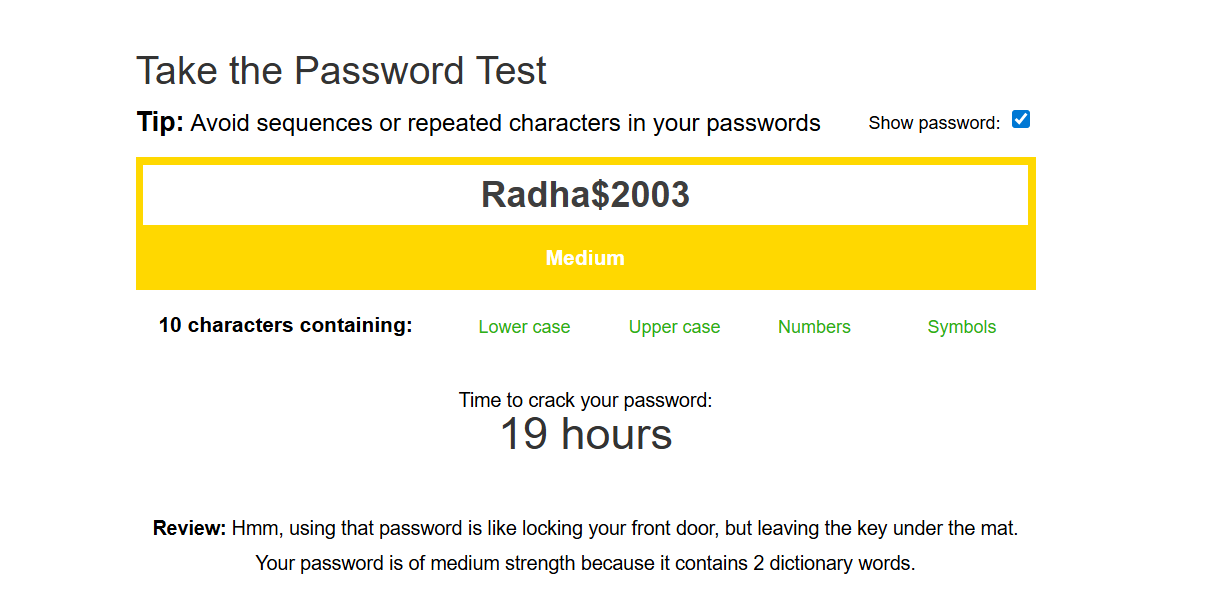 Take the Password Test
Tip: Avoid sequences or repeated characters in your passwords Show password:
Radha$2003
Medium
10 characters containing: Lower case Upper case Numbers Symbols
Time to crack your password:
19 hours
Review: Hmm, using that password is like locking your front door, but leaving the key under the mat.
Your password is of medium strength because it contains 2 dictionary words.